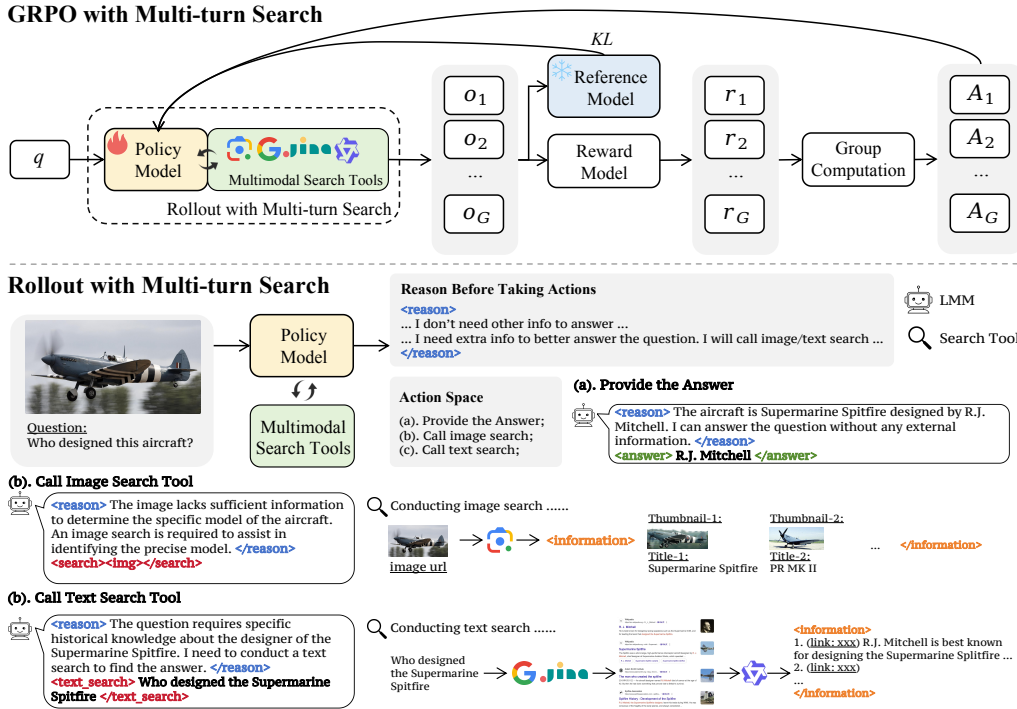 GRPO with Multi-turn Search
KL
q
Policy
Model
Multimodal Search Tools
Rollout with Multi-turn Search
o_1
o_2
...
o_G
Reference
Model
Reward
Model
r_1
r_2
...
r_G
Group
Computation
A_1
A_2
...
A_G
Rollout with Multi-turn Search
Question:
Who designed this aircraft?
Policy
Model
Multimodal
Search Tools
Reason Before Taking Actions
<reason>
... I don't need other info to answer ...
... I need extra info to better answer the question. I will call image/text search ...
</reason>
LMM
Search Tool
Action Space
(a). Provide the Answer;
(b). Call image search;
(c). Call text search;
(a). Provide the Answer
<reason> The aircraft is Supermarine Spitfire designed by R.J.
Mitchell. I can answer the question without any external
information. </reason>
<answer> R.J. Mitchell </answer>
(b). Call Image Search Tool
<reason> The image lacks sufficient information
to determine the specific model of the aircraft.
An image search is required to assist in
identifying the precise model. </reason>
<search><img></search>
Conducting image search ......
image url
<information>
Thumbnail-1:
Title-1:
Supermarine Spitfire
Thumbnail-2:
Title-2:
PR MK II
...
</information>
(b). Call Text Search Tool
<reason> The question requires specific
historical knowledge about the designer of the
Supermarine Spitfire. I need to conduct a text
search to find the answer. </reason>
<text_search> Who designed the Supermarine
Spitfire </text_search>
Conducting text search ......
Who designed
the Supermarine
Spitfire
G.jina
<information>
1. (link: xxx) R.J. Mitchell is best known
for designing the Supermarine Splitfire ...
2. (link: xxx)
...
</information>